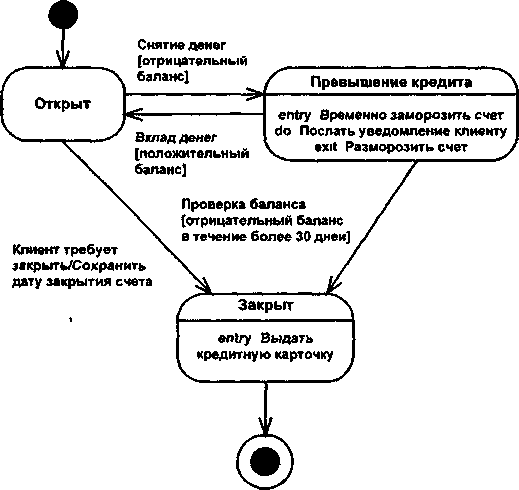 Снятие денег
[отрицательный
баланс]
Открыт
Превышение кредита
entry Временно заморозить счет
do Послать уведомление клиенту
exit Разморозить счет
Вклад денег
[положительный
баланс]
Проверка баланса
[отрицательный баланс
в течение более 30 дней]
Клиент требует
закрыть/Сохранить
дату закрытия счета
Закрыт
entry Выдать
кредитную карточку